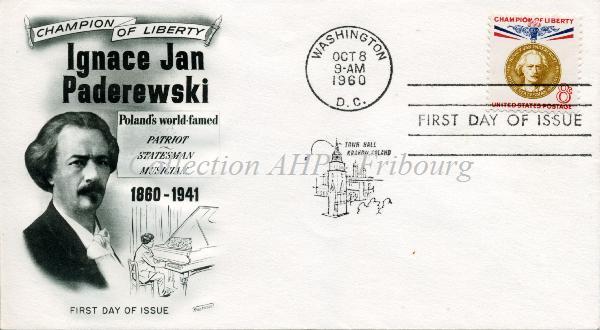 CHAMPION OF LIBERTY
Ignace Jan
Paderewski
Poland's world-famed
PATRIOT
STATESMAN
MUSICIAN
1860-1941
FIRST DAY OF ISSUE
WASHINGTON
OCT 8
9-AM
1960
D.C.
TOWN HALL
KRAKOW, POLAND
CHAMPION OF LIBERTY
8¢
UNITED STATES POSTAGE
FIRST DAY OF ISSUE
Collection AHP, Fribourg